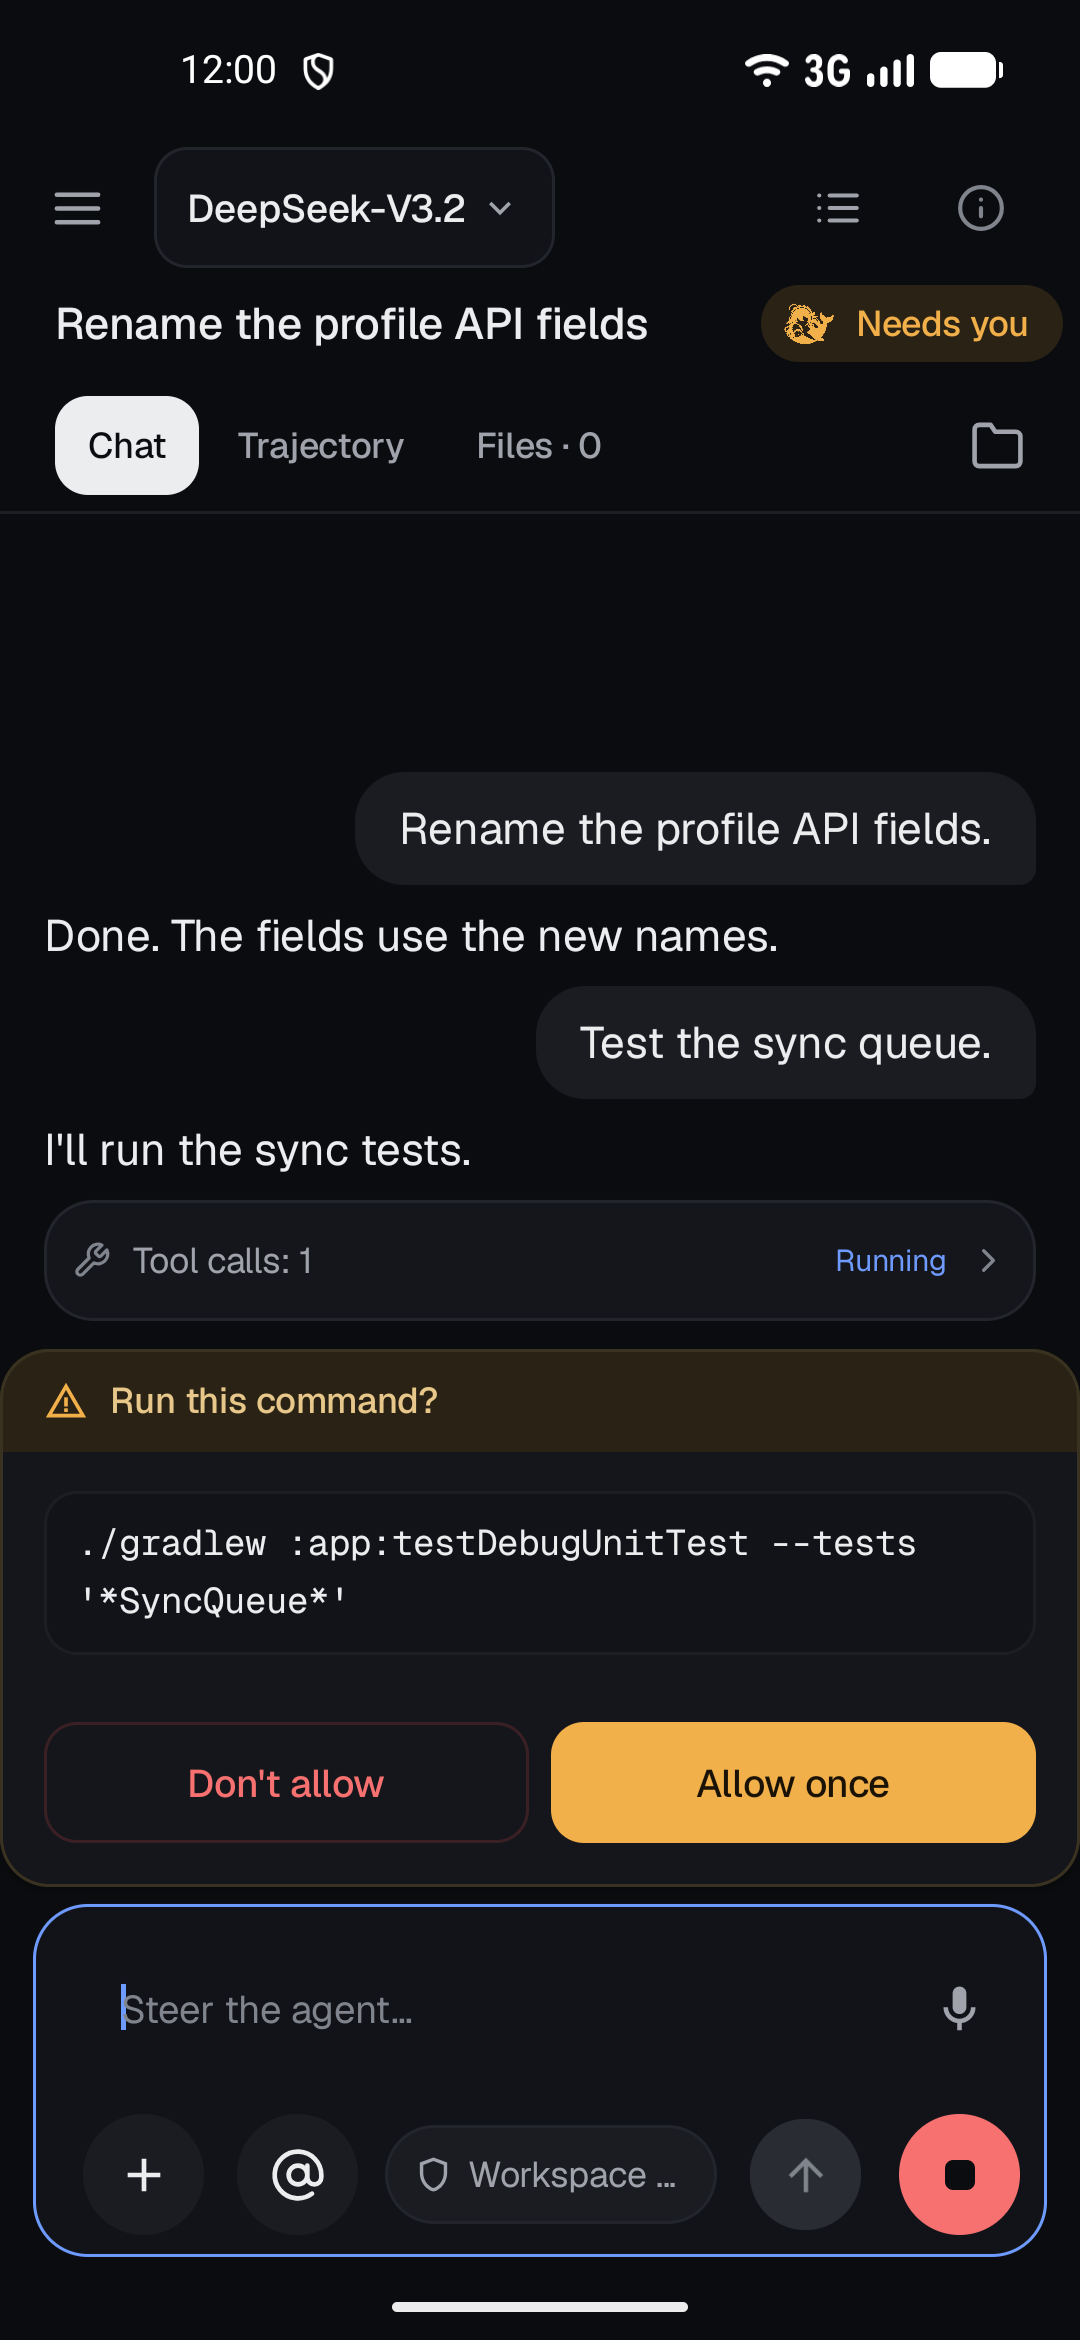 12:00
3G
DeepSeek-V3.2
Rename the profile API fields
Needs you
Chat
Trajectory
Files · 0
Rename the profile API fields.
Done. The fields use the new names.
Test the sync queue.
I'll run the sync tests.
Tool calls: 1
Running
Run this command?
./gradlew :app:testDebugUnitTest --tests
'*SyncQueue*'
Don't allow
Allow once
Steer the agent...
Workspace ...